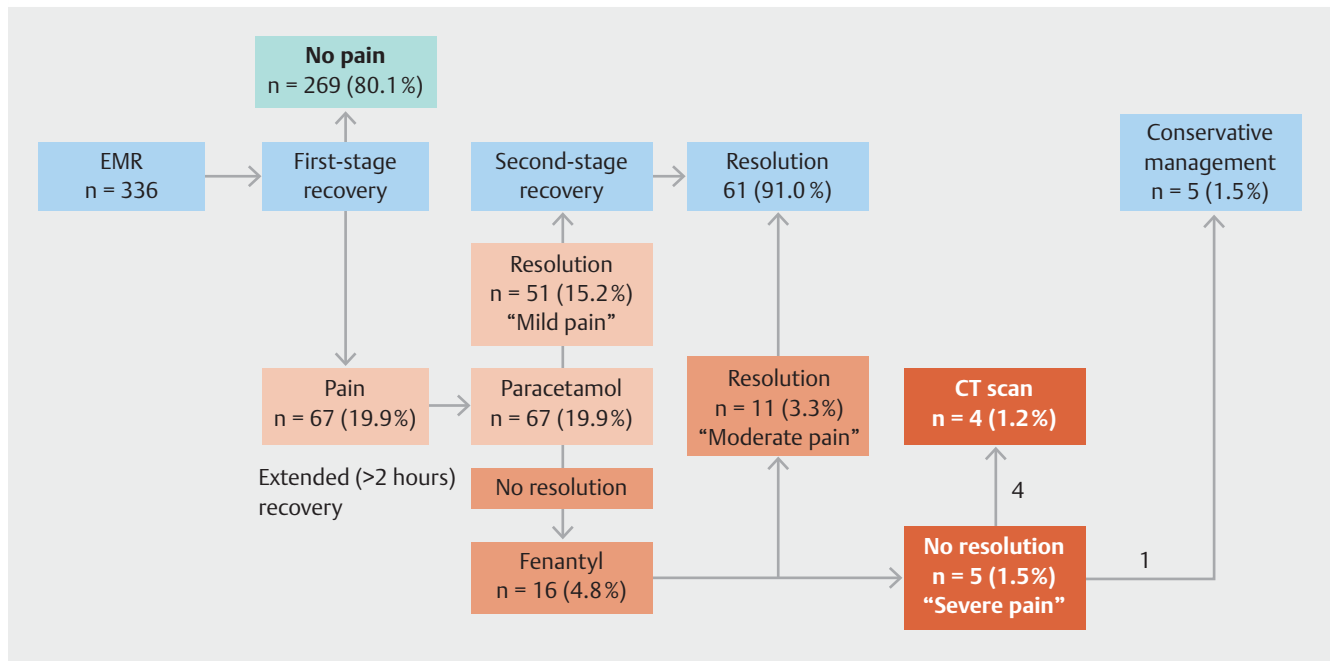 No pain
n = 269 (80.1%)
EMR
n = 336
First-stage
recovery
Second-stage
recovery
Resolution
61 (91.0%)
Conservative
management
n = 5 (1.5%)
Resolution
n = 51 (15.2%)
“Mild pain”
Pain
n = 67 (19.9%)
Paracetamol
n = 67 (19.9%)
Resolution
n = 11 (3.3%)
“Moderate pain”
CT scan
n = 4 (1.2%)
Extended (>2 hours)
recovery
No resolution
4
Fenantyl
n = 16 (4.8%)
No resolution
n = 5 (1.5%)
“Severe pain”
1